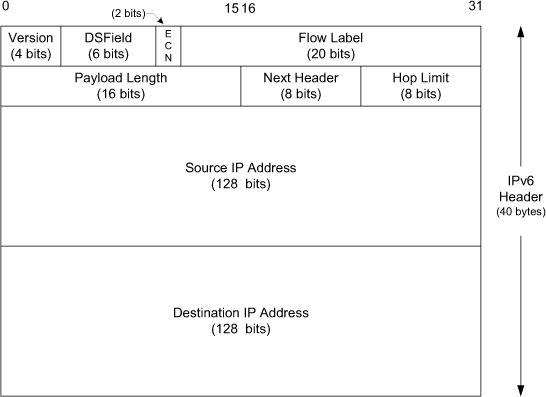 0
(2 bits)
15 16
31
Version
(4 bits)
DSField
(6 bits)
E
C
N
Flow Label
(20 bits)
Payload Length
(16 bits)
Next Header
(8 bits)
Hop Limit
(8 bits)
Source IP Address
(128 bits)
IPv6
Header
(40 bytes)
Destination IP Address
(128 bits)